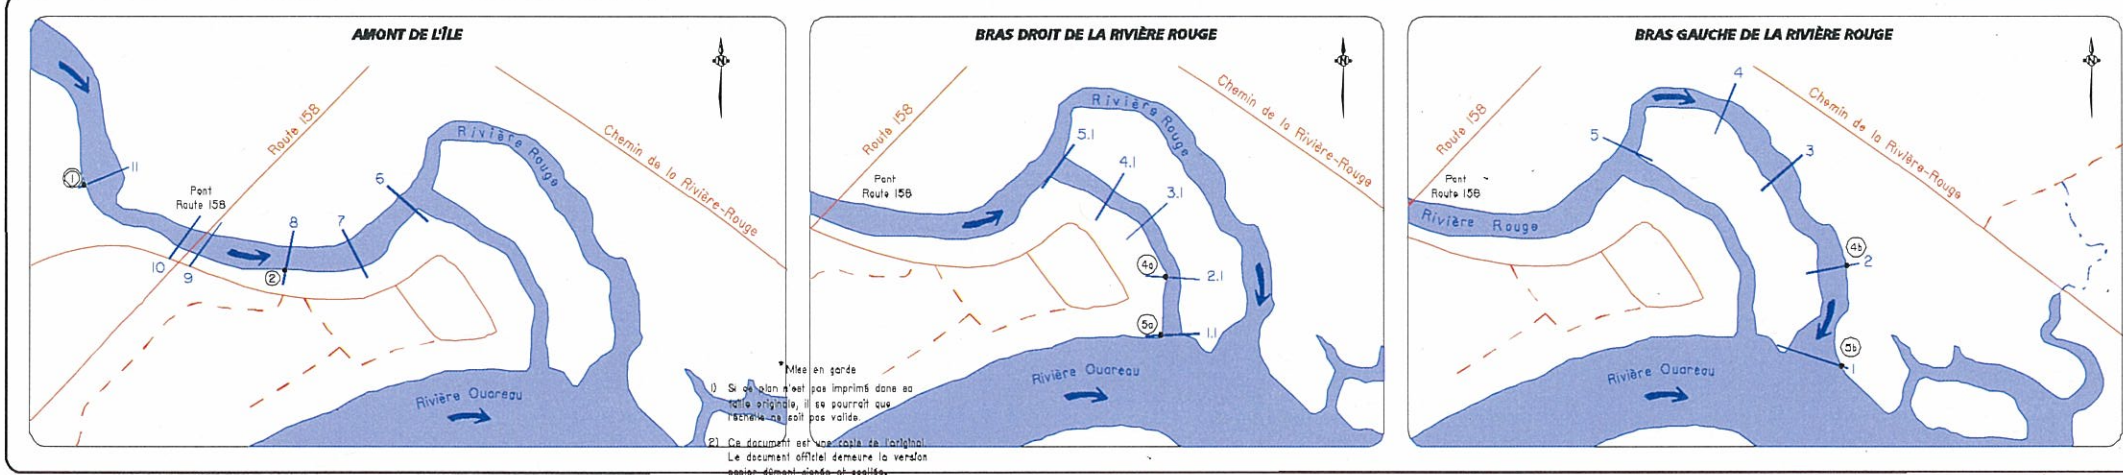 AMONT DE L'ÎLE
N
Rivière Rouge
Route 158
Chemin de la Rivière-Rouge
1
11
Pont
Route 158
6
7
8
2
10
9
Rivière Ouareau
BRAS DROIT DE LA RIVIÈRE ROUGE
N
Route 158
Chemin de la Rivière-Rouge
Rivière Rouge
5.1
4.1
3.1
Pont
Route 158
4a
2.1
5a
1.1
Rivière Ouareau
BRAS GAUCHE DE LA RIVIÈRE ROUGE
N
4
Route 158
Chemin de la Rivière-Rouge
5
3
Pont
Route 158
Rivière Rouge
4b
2
5b
1
Rivière Ouareau
* Mise en garde
1) Si ce plan n'est pas imprimé dans sa
taille originale, il se pourrait que
l'échelle ne soit pas valide.
2) Ce document est une copie de l'original.
Le document officiel demeure la version
papier dûment signée et scellée.